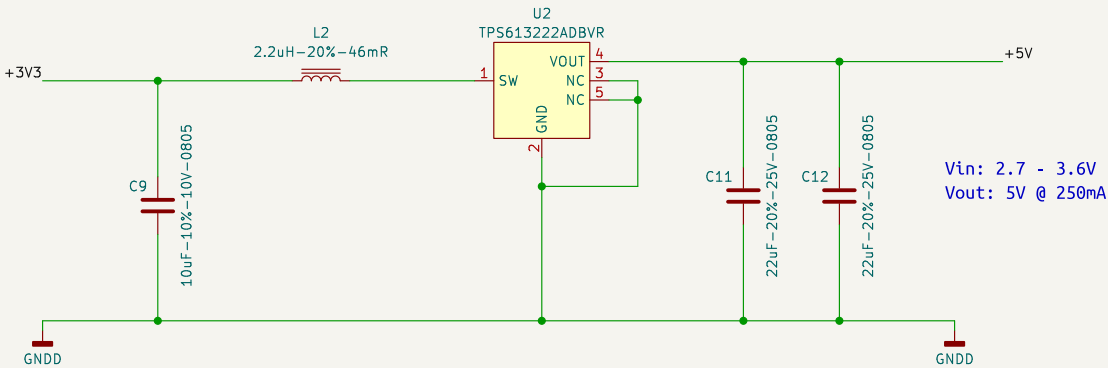 U2
TPS613222ADBVR
L2
2.2uH-20%-46mR
+3V3
1
SW
VOUT
4
NC
3
NC
5
GND
2
+5V
C9
10uF-10%-10V-0805
C11
22uF-20%-25V-0805
C12
22uF-20%-25V-0805
Vin: 2.7 - 3.6V
Vout: 5V @ 250mA
GNDD
GNDD